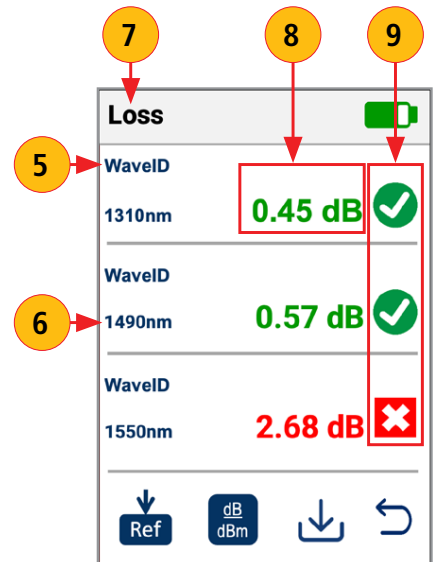 7 8 9
Loss
5 WaveID
1310nm 0.45 dB
WaveID
6 1490nm 0.57 dB
WaveID
1550nm 2.68 dB
Ref dB
dBm